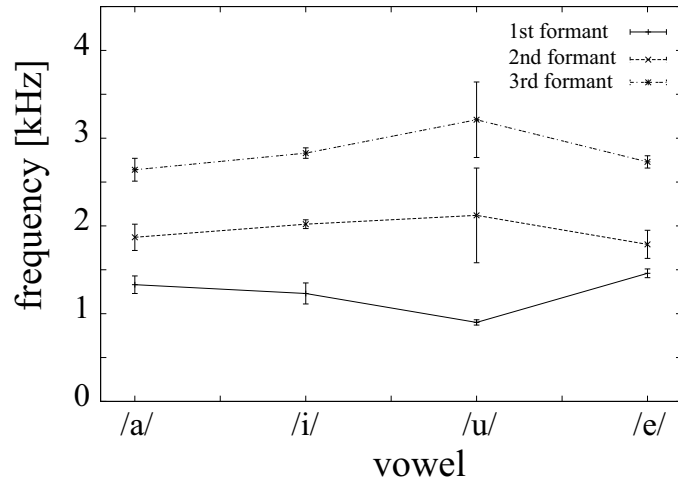 1st formant
2nd formant
3rd formant
frequency [kHz]
4
3
2
1
0
/a/ /i/ /u/ /e/
vowel